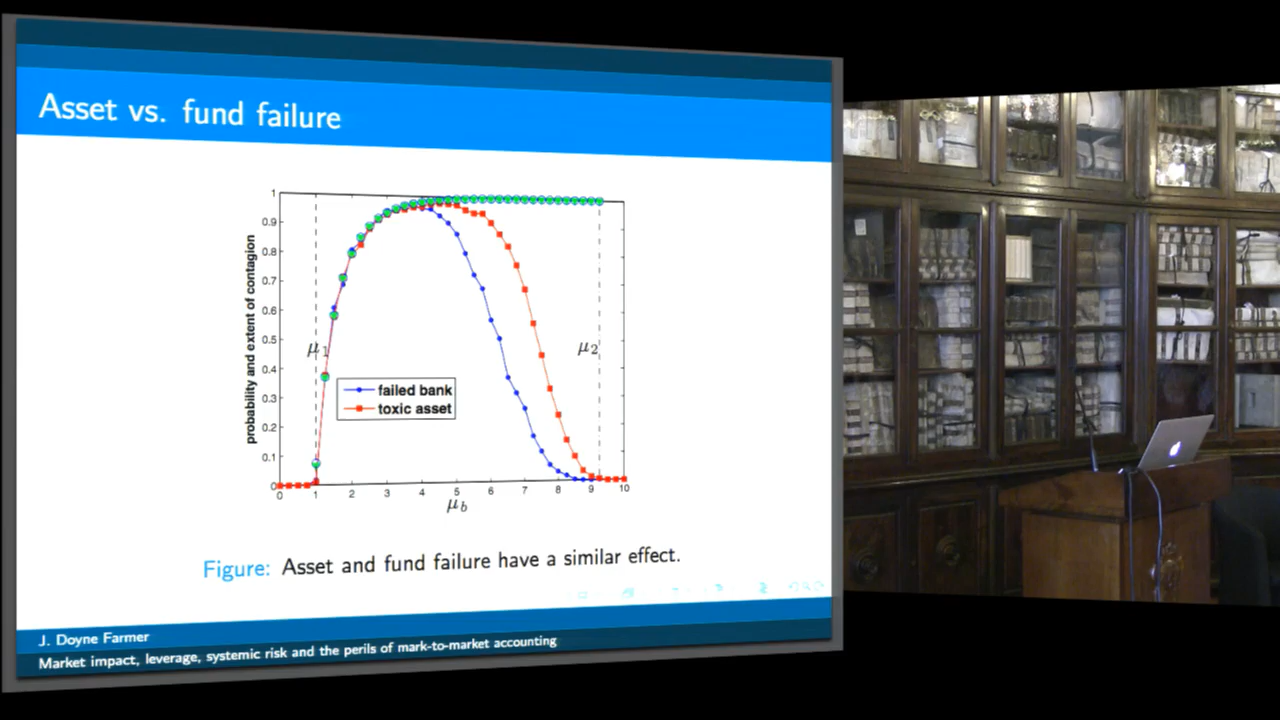 Asset vs. fund failure
1
0.9
0.8
0.7
0.6
0.5
0.4
0.3
0.2
0.1
0
probability and extent of contagion
μ1
μ2
failed bank
toxic asset
0 1 2 3 4 5 6 7 8 9 10
μb
Figure: Asset and fund failure have a similar effect.
J. Doyne Farmer
Market impact, leverage, systemic risk and the perils of mark-to-market accounting